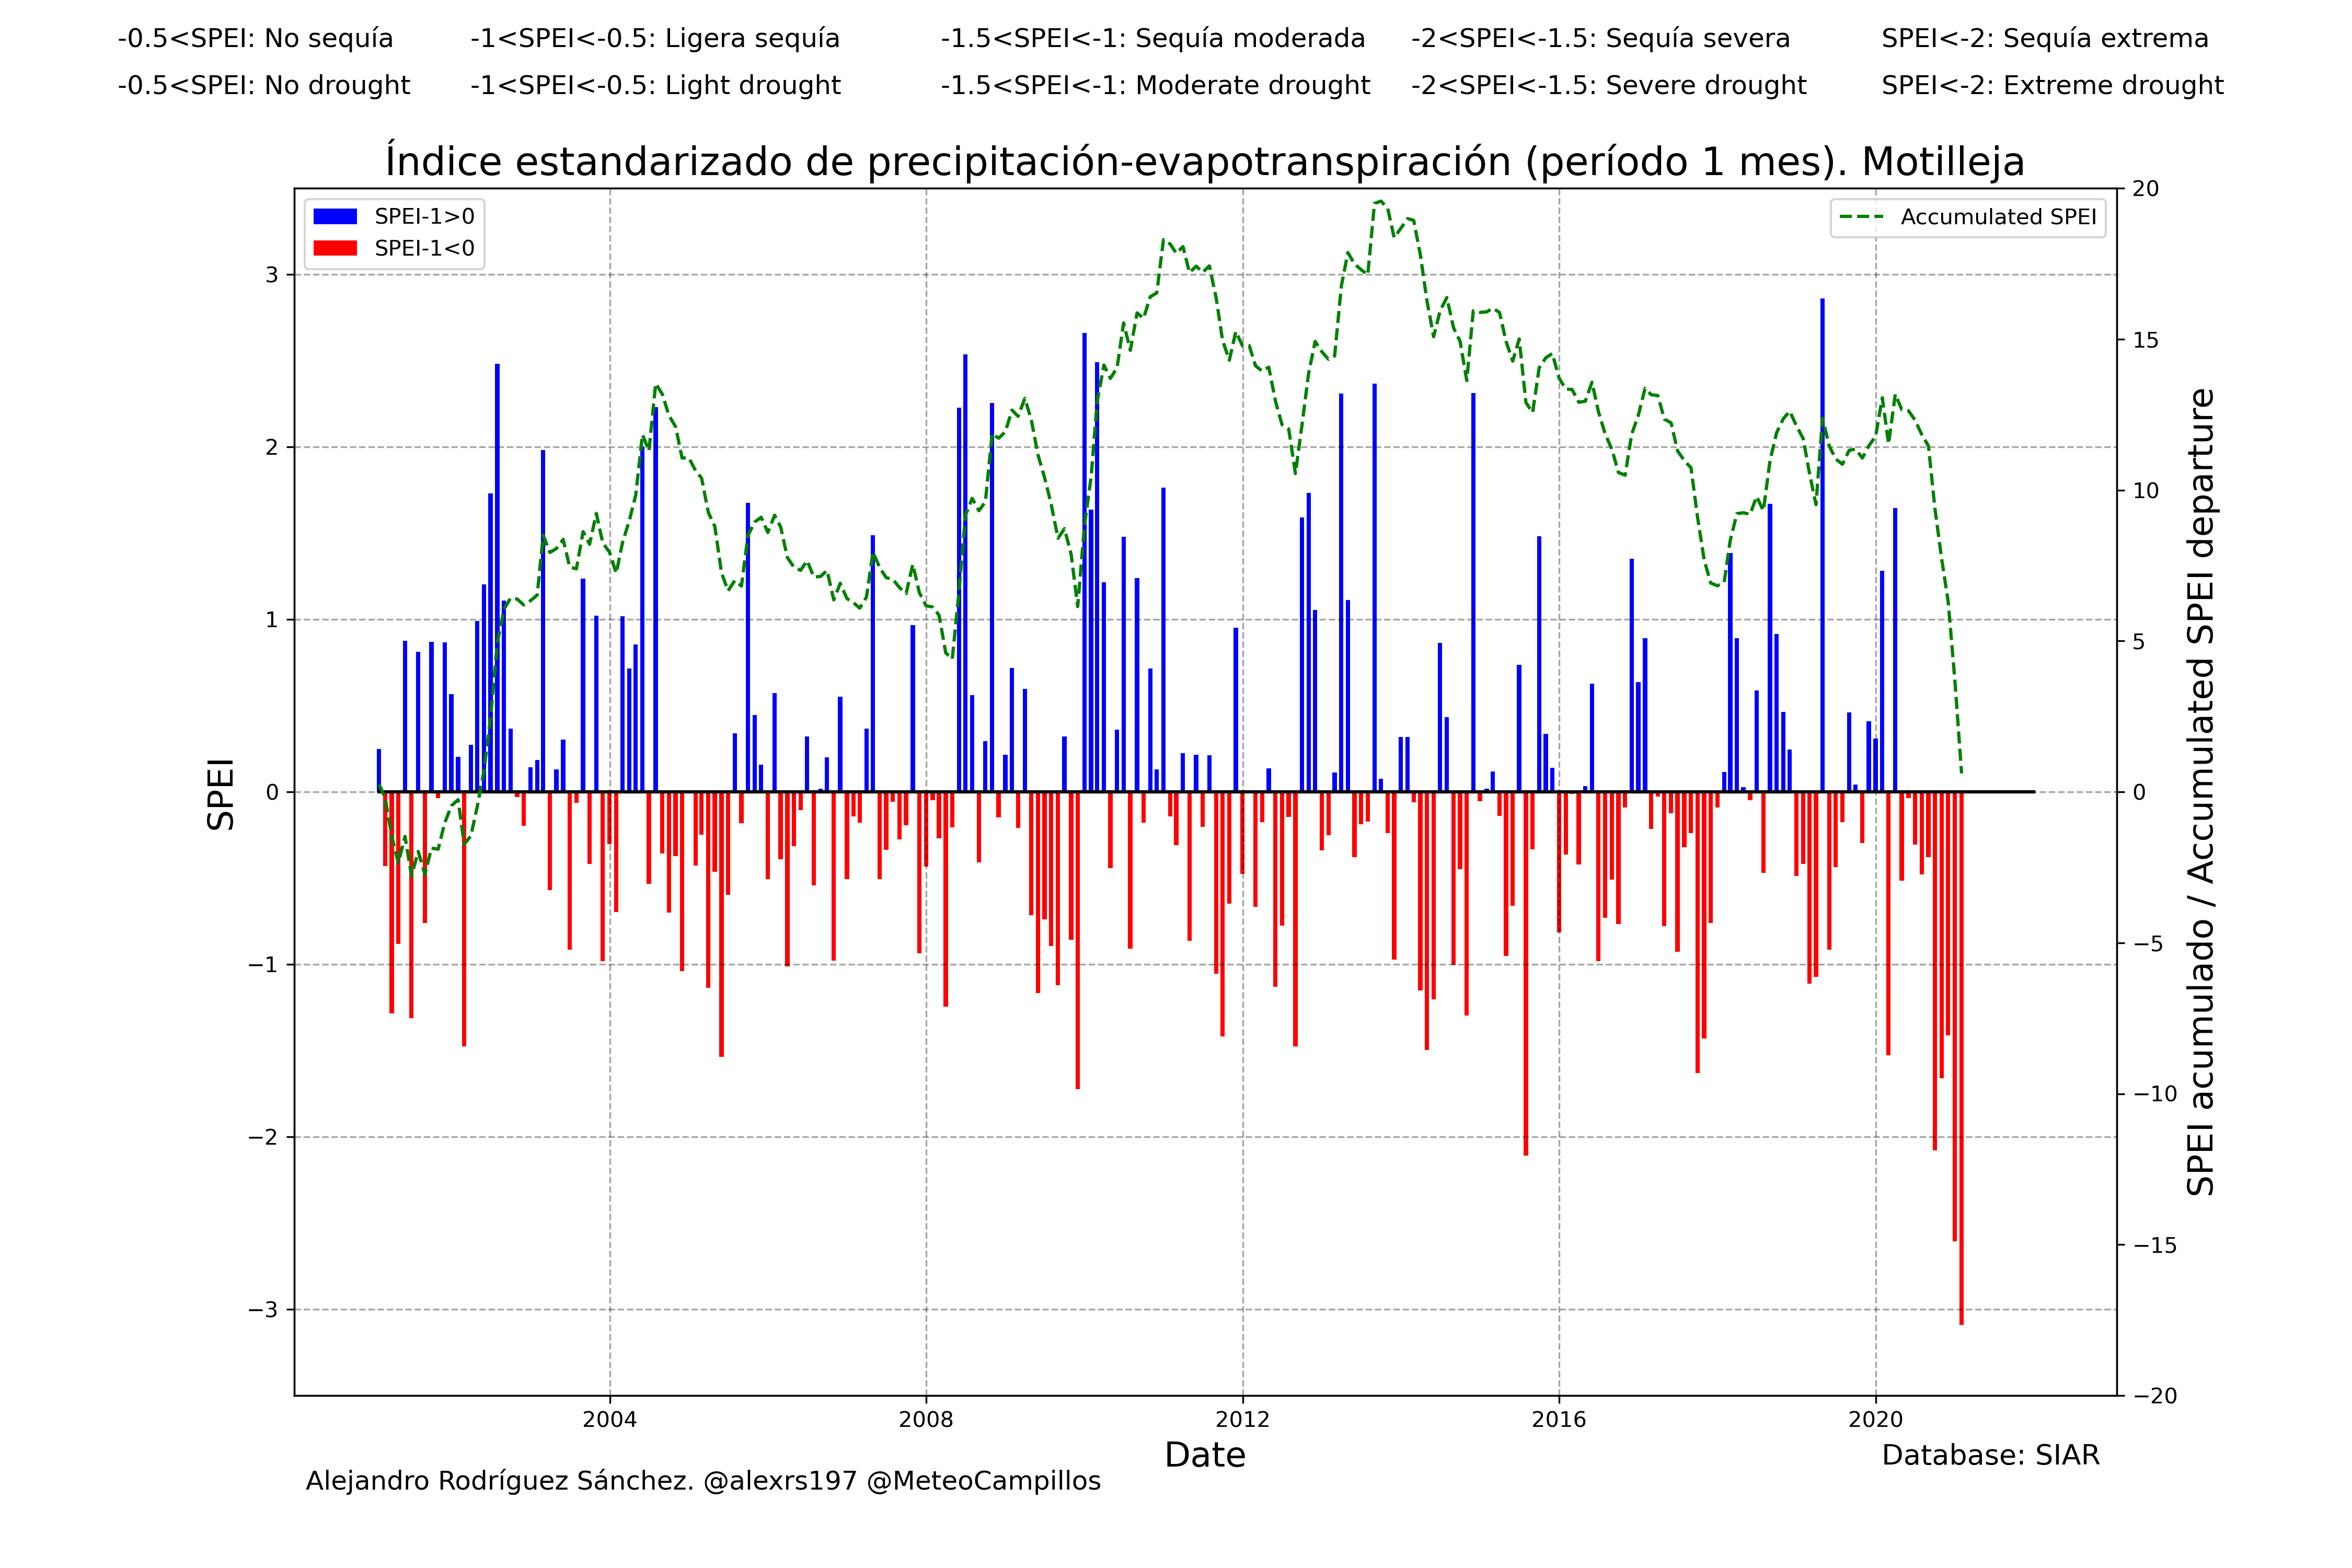 -0.5<SPEI: No sequía -1<SPEI<-0.5: Ligera sequía -1.5<SPEI<-1: Sequía moderada -2<SPEI<-1.5: Sequía severa SPEI<-2: Sequía extrema
-0.5<SPEI: No drought -1<SPEI<-0.5: Light drought -1.5<SPEI<-1: Moderate drought -2<SPEI<-1.5: Severe drought SPEI<-2: Extreme drought
Índice estandarizado de precipitación-evapotranspiración (período 1 mes). Motilleja
SPEI-1>0
SPEI-1<0
Accumulated SPEI
SPEI
3
2
1
0
−1
−2
−3
20
15
10
5
0
−5
−10
−15
−20
SPEI acumulado / Accumulated SPEI departure
2004 2008 2012 2016 2020
Date
Database: SIAR
Alejandro Rodríguez Sánchez. @alexrs197 @MeteoCampillos